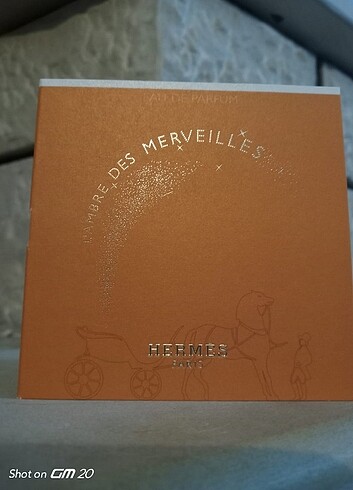 EAU DE PARFUM
L'AMBRE DES MERVEILLES
HERMES
PARIS
Shot on GM 20